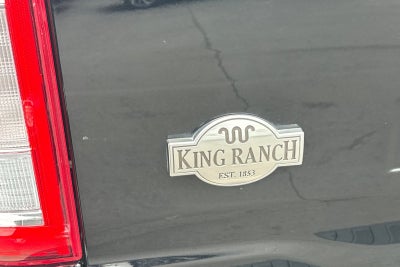 KING RANCH
EST. 1853